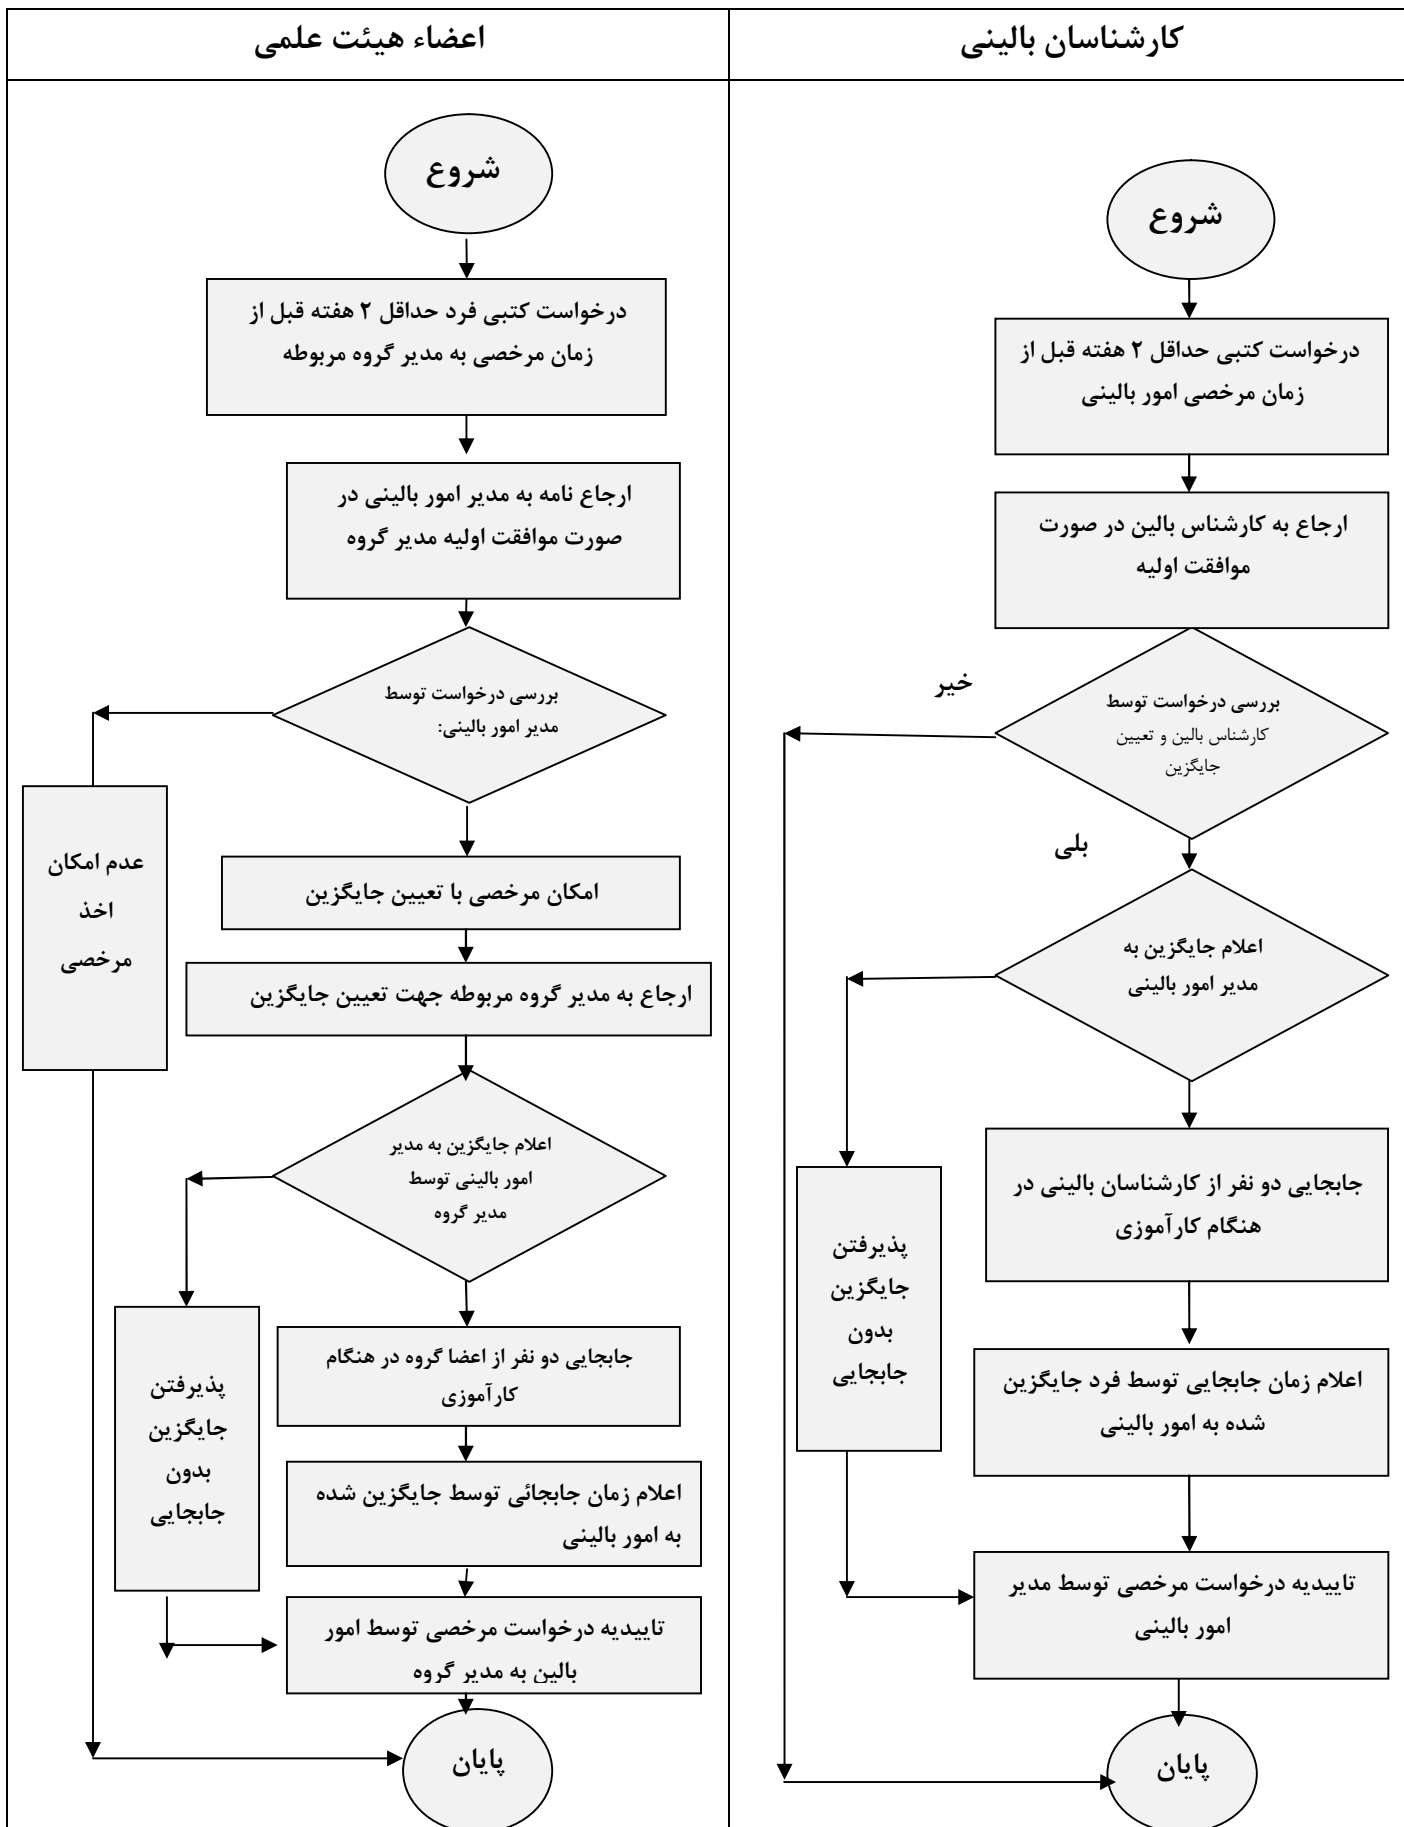 کارشناسان بالینی
شروع
درخواست کتبی حداقل ۲ هفته قبل از
زمان مرخصی امور بالینی
ارجاع به کارشناس بالین در صورت
موافقت اولیه
بررسی درخواست توسط
کارشناس بالین و تعیین
جایگزین
خیر
بلی
اعلام جایگزین به
مدیر امور بالینی
جابجایی دو نفر از کارشناسان بالینی در
هنگام کارآموزی
پذیرفتن
جایگزین
بدون
جابجایی
اعلام زمان جابجایی توسط فرد جایگزین
شده به امور بالینی
تاییدیه درخواست مرخصی توسط مدیر
امور بالینی
پایان
اعضاء هیئت علمی
شروع
درخواست کتبی فرد حداقل ۲ هفته قبل از
زمان مرخصی به مدیر گروه مربوطه
ارجاع نامه به مدیر امور بالینی در
صورت موافقت اولیه مدیر گروه
بررسی درخواست توسط
مدیر امور بالینی:
عدم امکان
اخذ
مرخصی
امکان مرخصی با تعیین جایگزین
ارجاع به مدیر گروه مربوطه جهت تعیین جایگزین
اعلام جایگزین به مدیر
امور بالینی توسط
مدیر گروه
جابجایی دو نفر از اعضا گروه در هنگام
کارآموزی
پذیرفتن
جایگزین
بدون
جابجایی
اعلام زمان جابجائی توسط جایگزین شده
به امور بالینی
تاییدیه درخواست مرخصی توسط امور
بالین به مدیر گروه
پایان